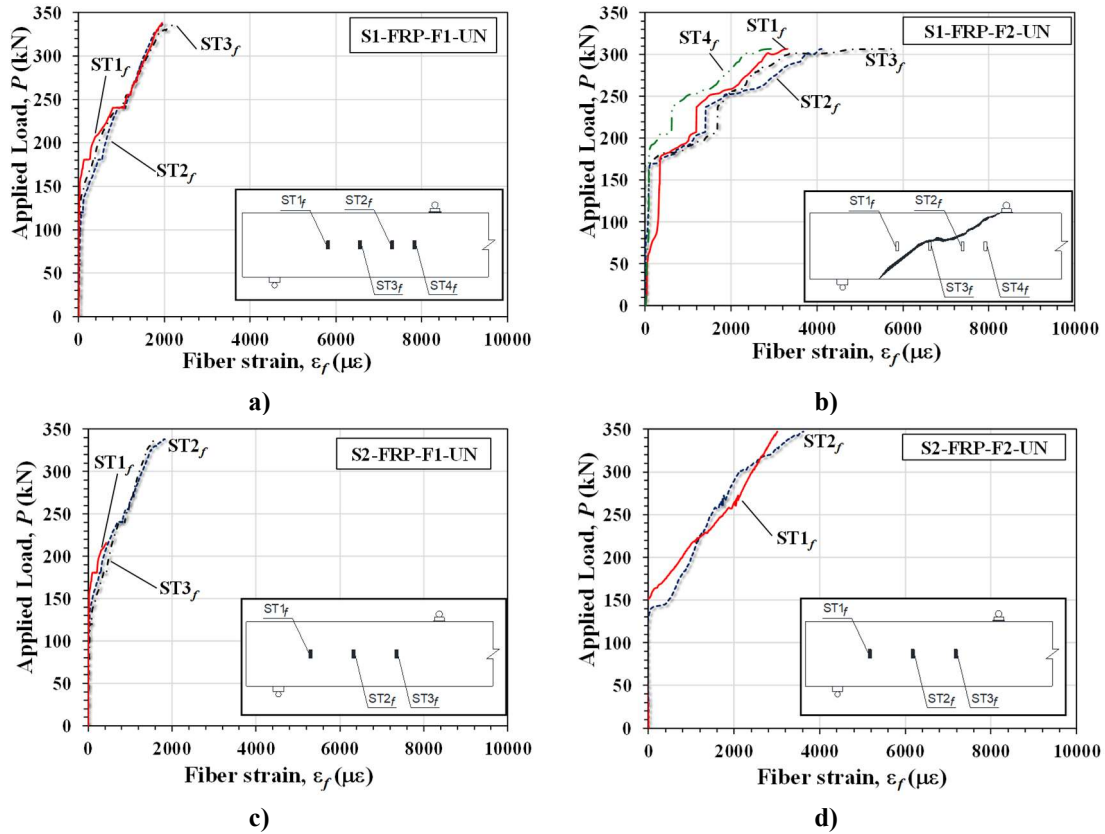 Applied Load, P (kN)
350
300
250
200
150
100
50
0
0 2000 4000 6000 8000 10000
Fiber strain, εf (με)
S1-FRP-F1-UN
ST1f
ST3f
ST2f
ST1f ST2f
ST3f ST4f
a)
Applied Load, P (kN)
350
300
250
200
150
100
50
0
0 2000 4000 6000 8000 10000
Fiber strain, εf (με)
S1-FRP-F2-UN
ST4f ST1f
ST3f
ST2f
ST1f ST2f
ST3f ST4f
b)
Applied Load, P (kN)
350
300
250
200
150
100
50
0
0 2000 4000 6000 8000 10000
Fiber strain, εf (με)
S2-FRP-F1-UN
ST2f
ST1f
ST3f
ST1f
ST2f ST3f
c)
Applied Load, P (kN)
350
300
250
200
150
100
50
0
0 2000 4000 6000 8000 10000
Fiber strain, εf (με)
S2-FRP-F2-UN
ST2f
ST1f
ST1f
ST2f ST3f
d)